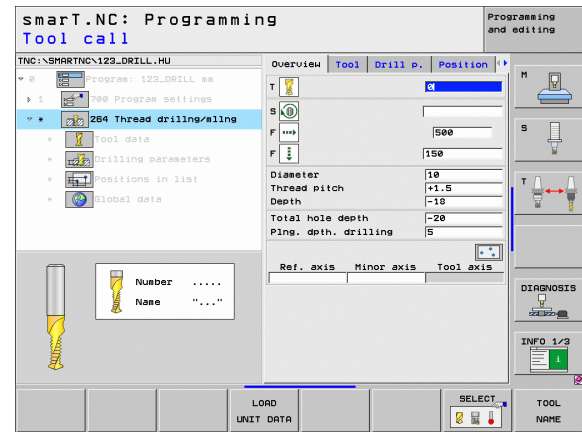 smarT.NC: Programming
Tool call
Programming
and editing
TNC:\SMARTNC\123_DRILL.HU
0 Program: 123_DRILL mm
1 700 Program settings
* 264 Thread drilling/mling
* Tool data
* Drilling parameters
* Positions in list
* Global data
Overview Tool Drill p. Position
T 0
S
F 500
F 150
Diameter 10
Thread pitch +1.5
Depth -18
Total hole depth -20
Plng. dpth. drilling 5
Ref. axis Minor axis Tool axis
Number .....
Name "..."
M
S
T
DIAGNOSIS
INFO 1/3
i
LOAD
UNIT DATA
SELECT
TOOL
NAME